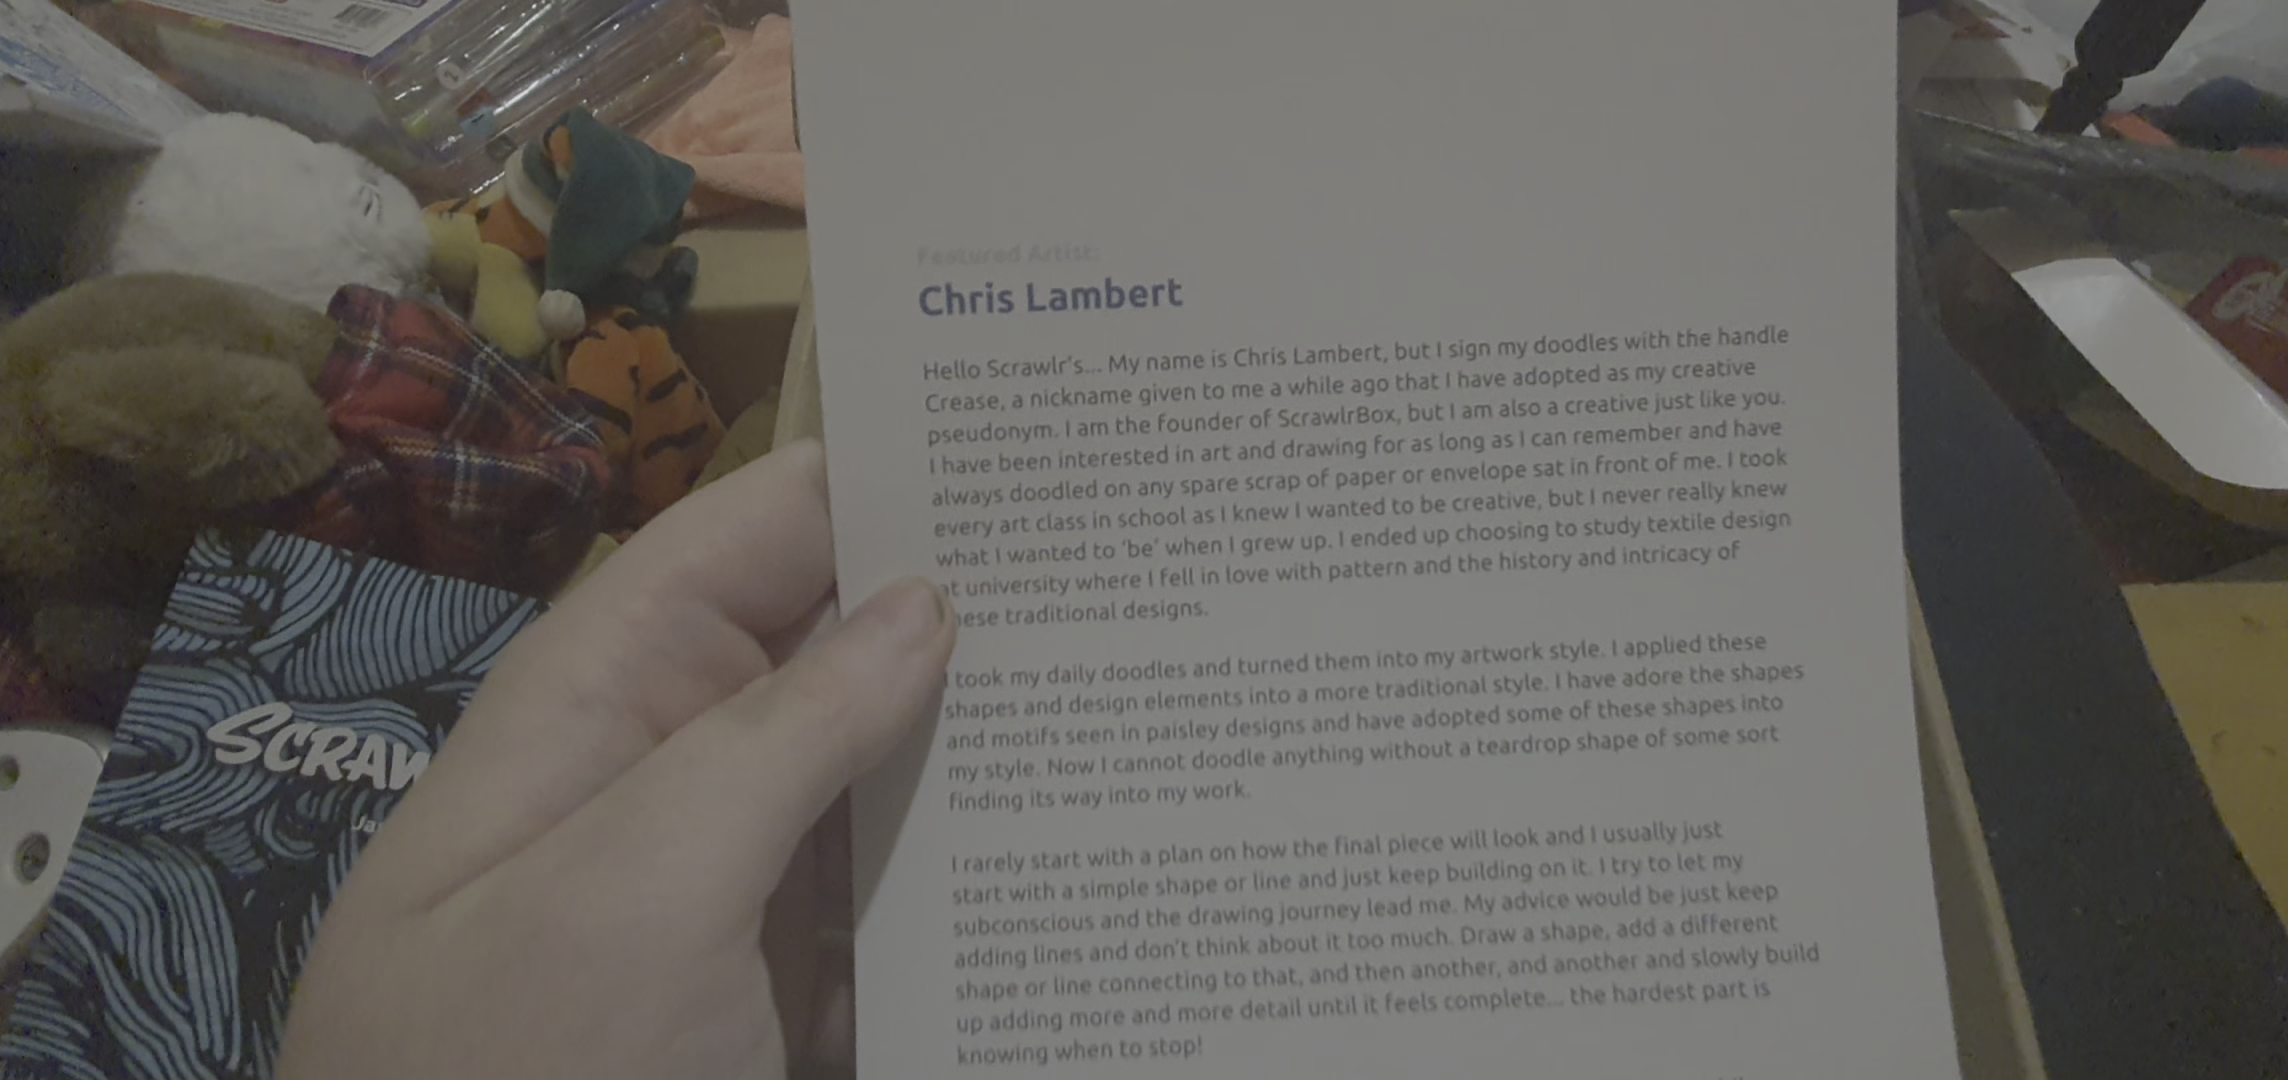 Featured Artist:
Chris Lambert
Hello Scrawlr's... My name is Chris Lambert, but I sign my doodles with the handle
Crease, a nickname given to me a while ago that I have adopted as my creative
pseudonym. I am the founder of ScrawlrBox, but I am also a creative just like you.
I have been interested in art and drawing for as long as I can remember and have
always doodled on any spare scrap of paper or envelope sat in front of me. I took
every art class in school as I knew I wanted to be creative, but I never really knew
what I wanted to 'be' when I grew up. I ended up choosing to study textile design
at university where I fell in love with pattern and the history and intricacy of
hese traditional designs.
I took my daily doodles and turned them into my artwork style. I applied these
shapes and design elements into a more traditional style. I have adore the shapes
and motifs seen in paisley designs and have adopted some of these shapes into
my style. Now I cannot doodle anything without a teardrop shape of some sort
finding its way into my work.
I rarely start with a plan on how the final piece will look and I usually just
start with a simple shape or line and just keep building on it. I try to let my
subconscious and the drawing journey lead me. My advice would be just keep
adding lines and don't think about it too much. Draw a shape, add a different
shape or line connecting to that, and then another, and another and slowly build
up adding more and more detail until it feels complete... the hardest part is
knowing when to stop!
SCRAW
Ja
2